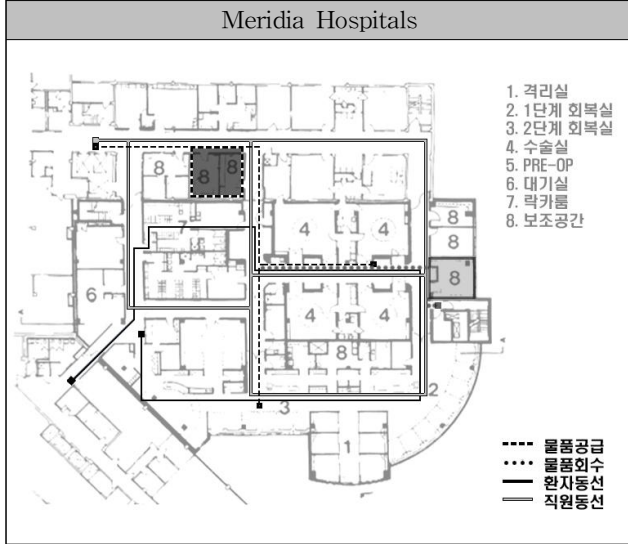 Meridia Hospitals
1. 격리실
2. 1단계 회복실
3. 2단계 회복실
4. 수술실
5. PRE-OP
6. 대기실
7. 락카룸
8. 보조공간
8
8
8
8
8
4
4
7
8
6
4
4
8
2
3
1
A
A
물품공급
물품회수
환자동선
직원동선